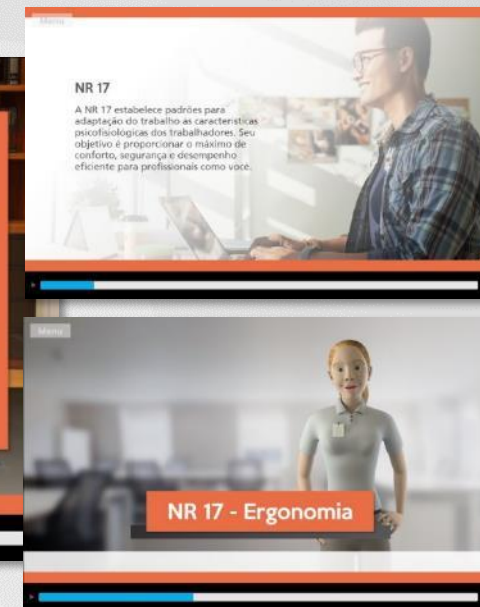 Menu
NR 17
A NR 17 estabelece padrões para
adaptação do trabalho as características
psicofisiológicas dos trabalhadores. Seu
objetivo é proporcionar o máximo de
conforto, segurança e desempenho
eficiente para profissionais como você.
Menu
NR 17 - Ergonomia